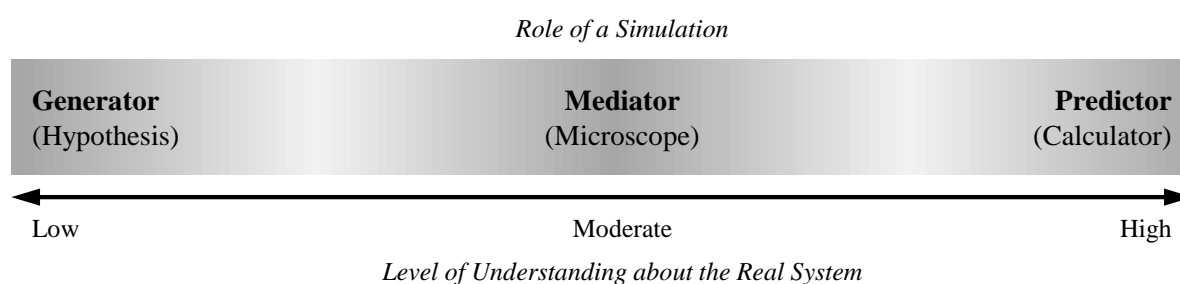 Role of a Simulation
Generator Mediator Predictor
(Hypothesis) (Microscope) (Calculator)
Low Moderate High
Level of Understanding about the Real System